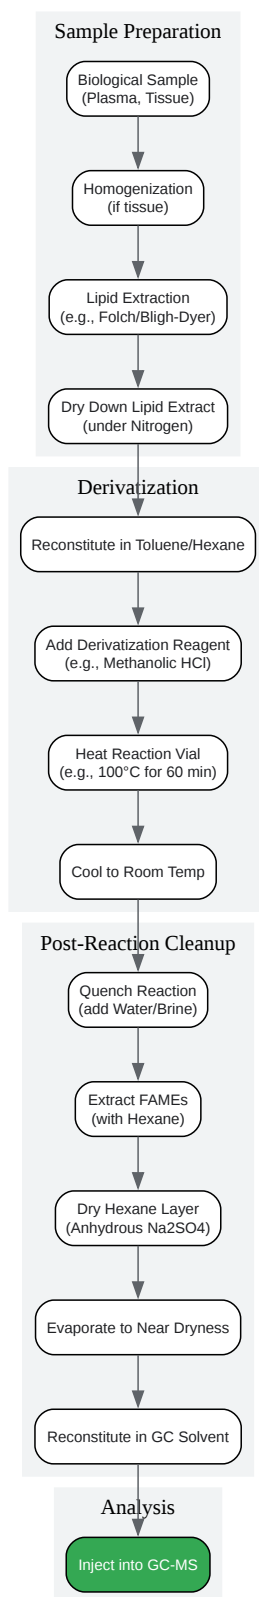 Sample Preparation
Biological Sample
(Plasma, Tissue)
Homogenization
(if tissue)
Lipid Extraction
(e.g., Folch/Bligh-Dyer)
Dry Down Lipid Extract
(under Nitrogen)
Derivatization
Reconstitute in Toluene/Hexane
Add Derivatization Reagent
(e.g., Methanolic HCl)
Heat Reaction Vial
(e.g., 100°C for 60 min)
Cool to Room Temp
Post-Reaction Cleanup
Quench Reaction
(add Water/Brine)
Extract FAMEs
(with Hexane)
Dry Hexane Layer
(Anhydrous Na2SO4)
Evaporate to Near Dryness
Reconstitute in GC Solvent
Analysis
Inject into GC-MS